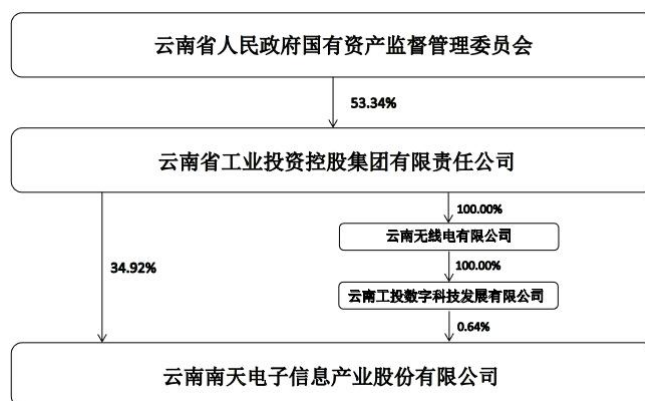 云南省人民政府国有资产监督管理委员会
53.34%
云南省工业投资控股集团有限责任公司
100.00%
云南无线电有限公司
34.92%
100.00%
云南工投数字科技发展有限公司
0.64%
云南南天电子信息产业股份有限公司